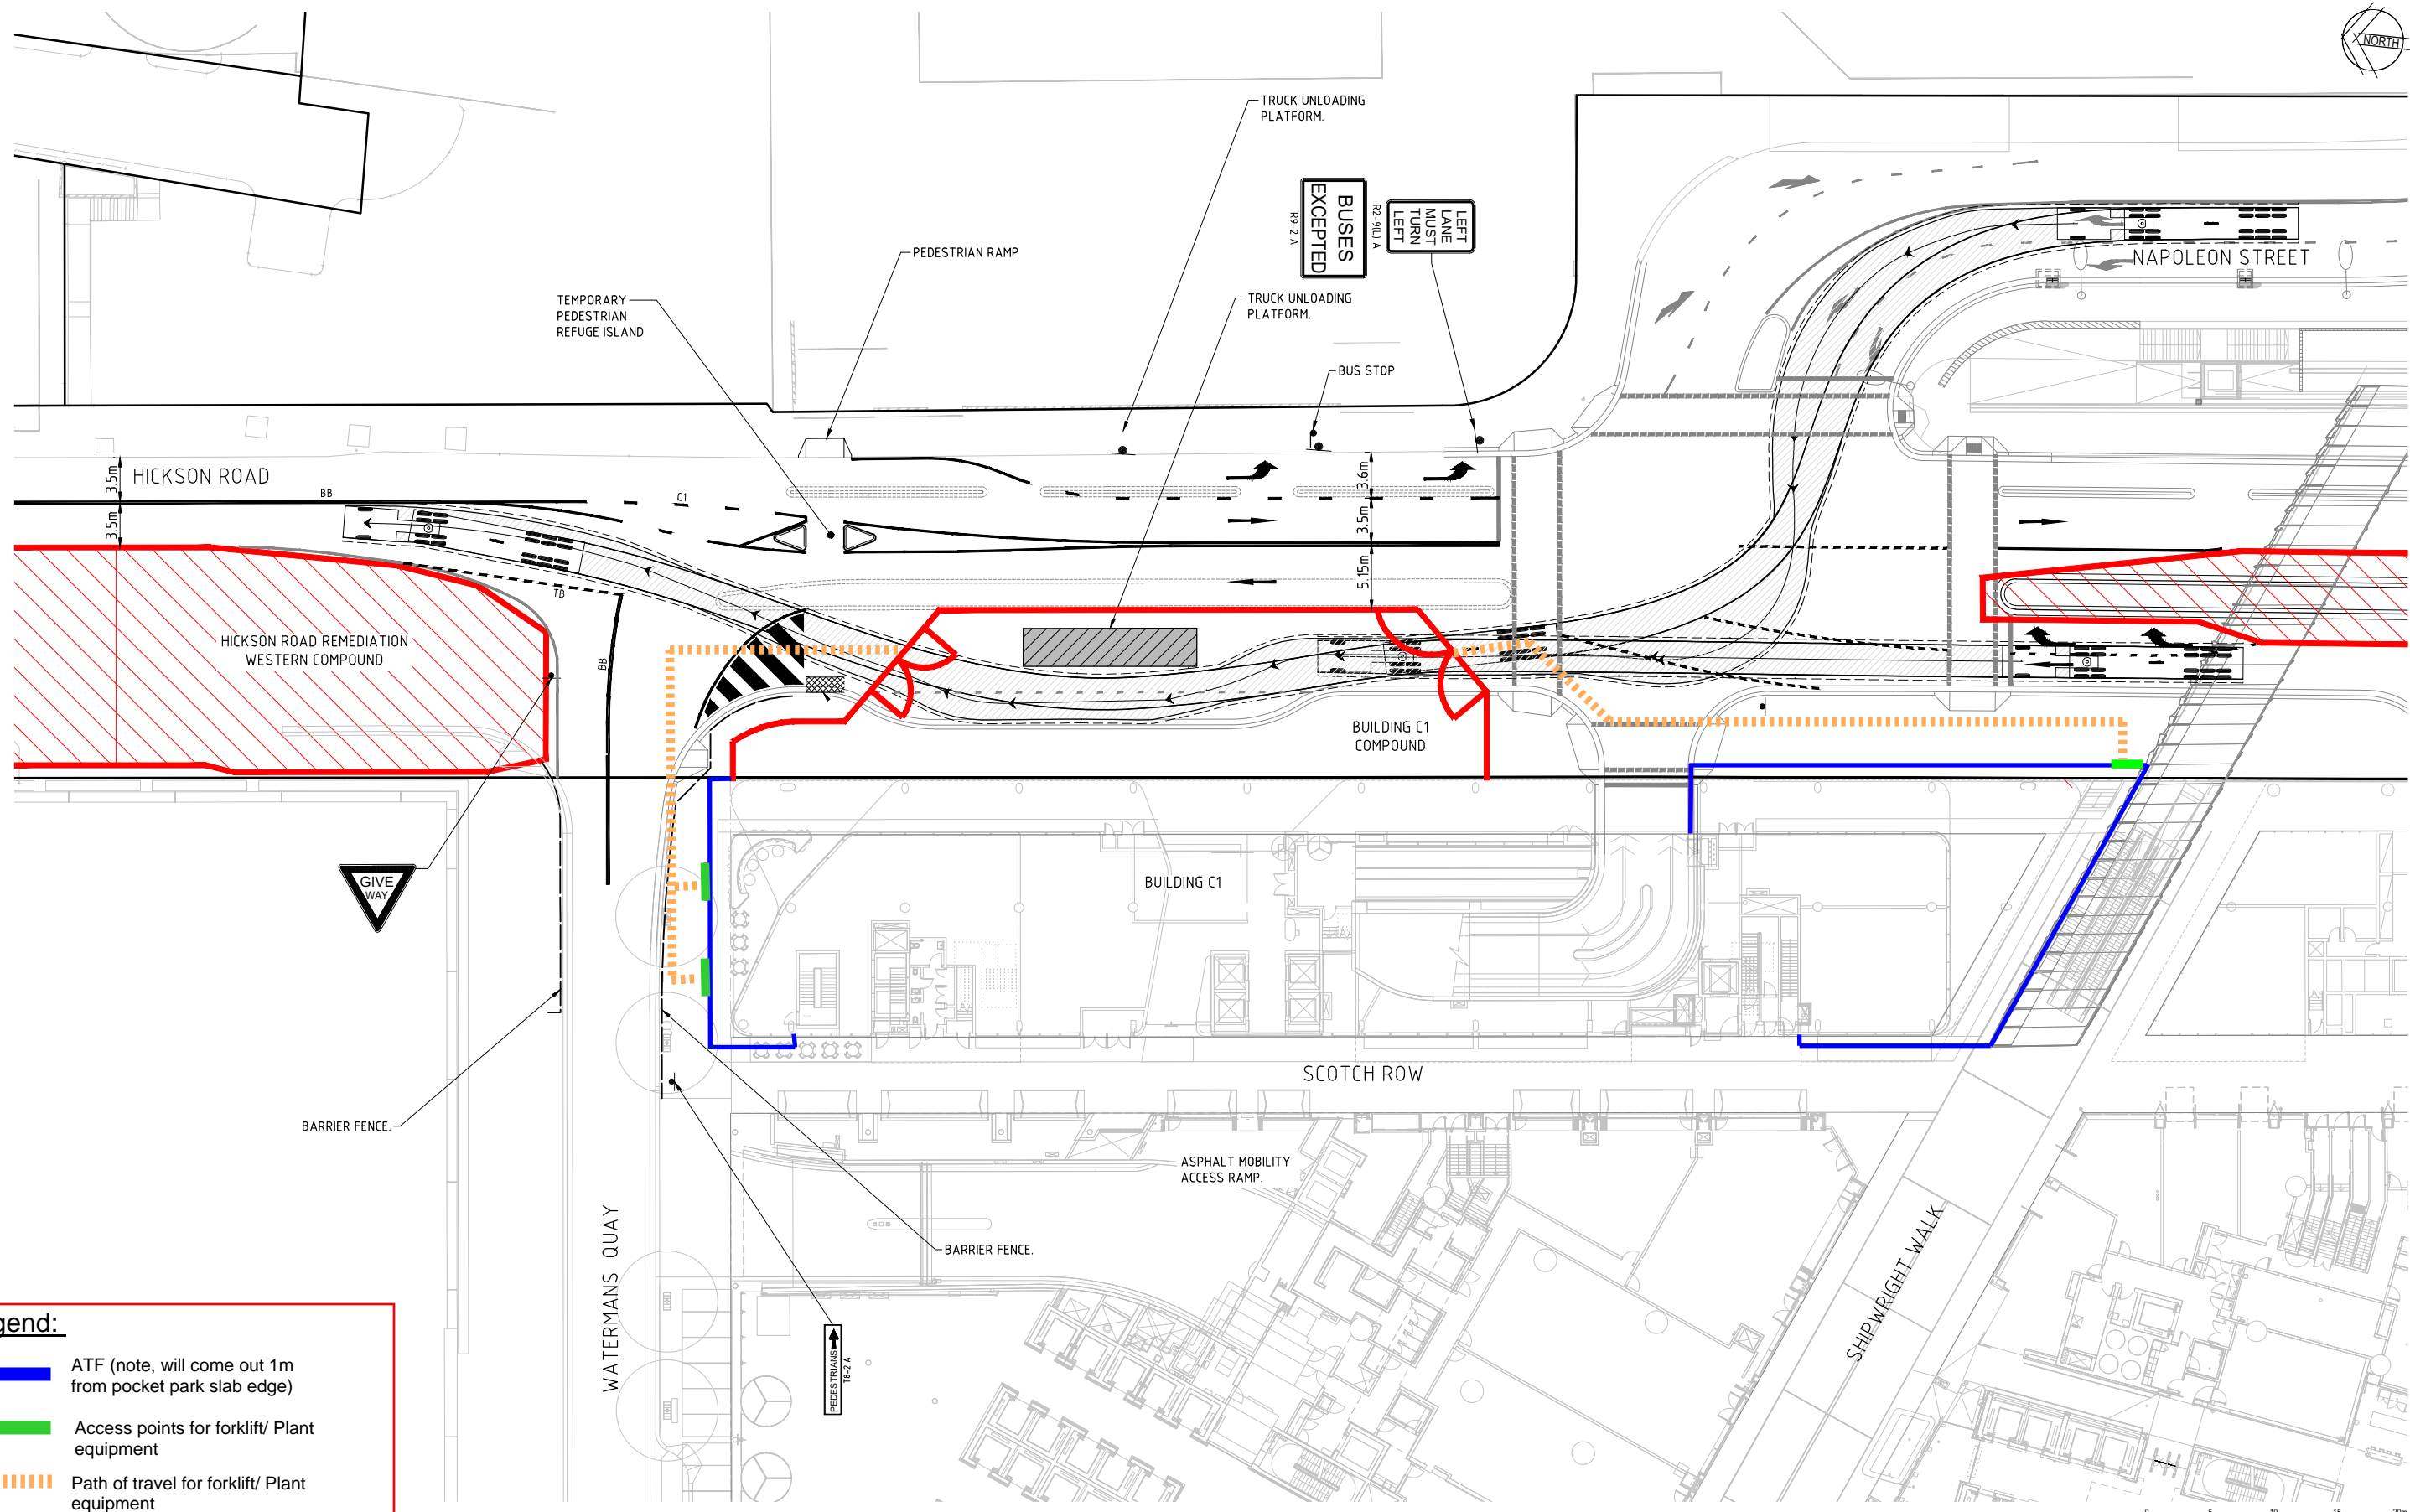 NORTH
TRUCK UNLOADING
PLATFORM.
LEFT
LANE
MUST
TURN
LEFT
R2-9(L) A
BUSES
EXCEPTED
R9-2 A
PEDESTRIAN RAMP
NAPOLEON STREET
TEMPORARY
PEDESTRIAN
REFUGE ISLAND
TRUCK UNLOADING
PLATFORM.
BUS STOP
HICKSON ROAD
3.5m
3.5m
BB
C1
3.6m
3.5m
5.15m
TB
BB
HICKSON ROAD REMEDIATION
WESTERN COMPOUND
BUILDING C1
COMPOUND
GIVE
WAY
BUILDING C1
SCOTCH ROW
BARRIER FENCE.
ASPHALT MOBILITY
ACCESS RAMP.
BARRIER FENCE.
WATERMANS QUAY
SHIPWRIGHT WALK
PEDESTRIANS
T8-2 A
gend:
ATF (note, will come out 1m
from pocket park slab edge)
Access points for forklift/ Plant
equipment
Path of travel for forklift/ Plant
equipment
0 5 10 15 20m